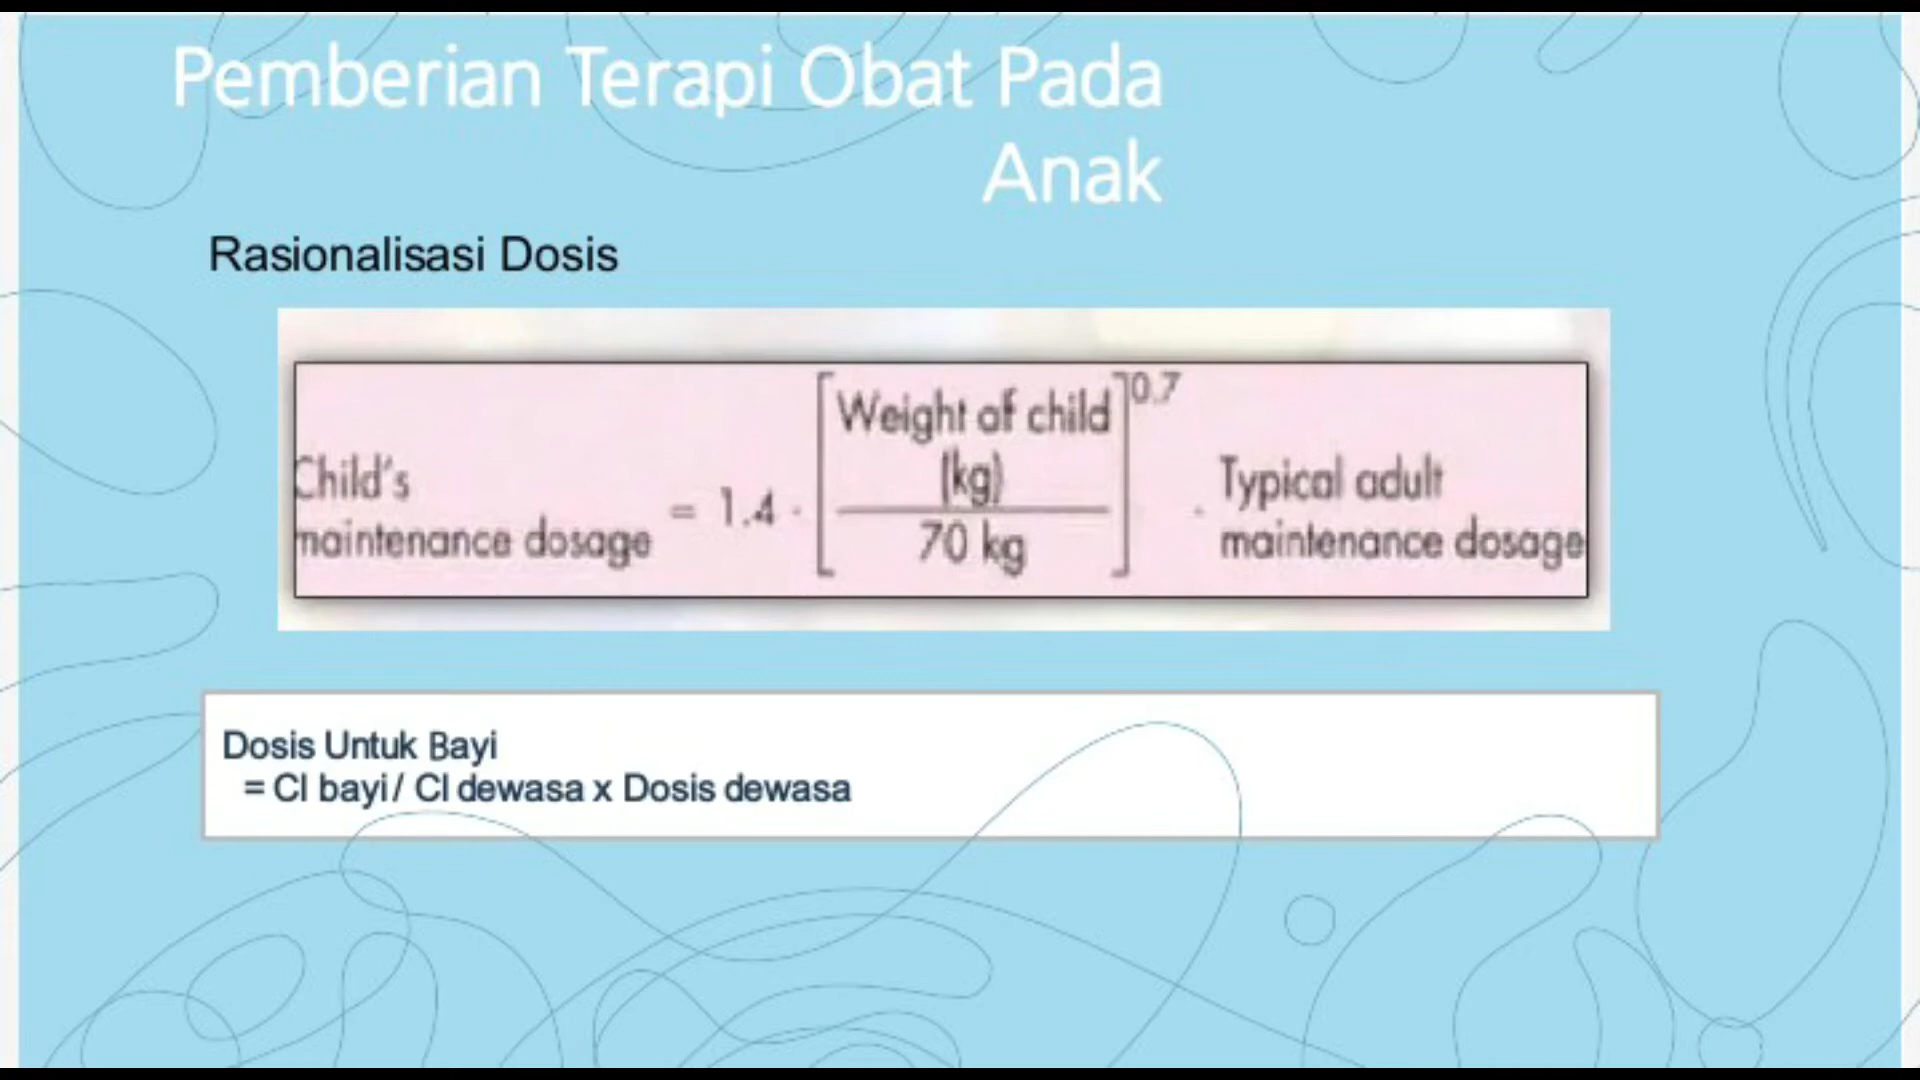 Pemberian Terapi Obat Pada
Anak
Rasionalisasi Dosis
Child's
maintenance dosage
= 1.4 ·
[Weight of child
(kg)
70 kg]
0.7
· Typical adult
maintenance dosage
Dosis Untuk Bayi
= Cl bayi / Cl dewasa x Dosis dewasa